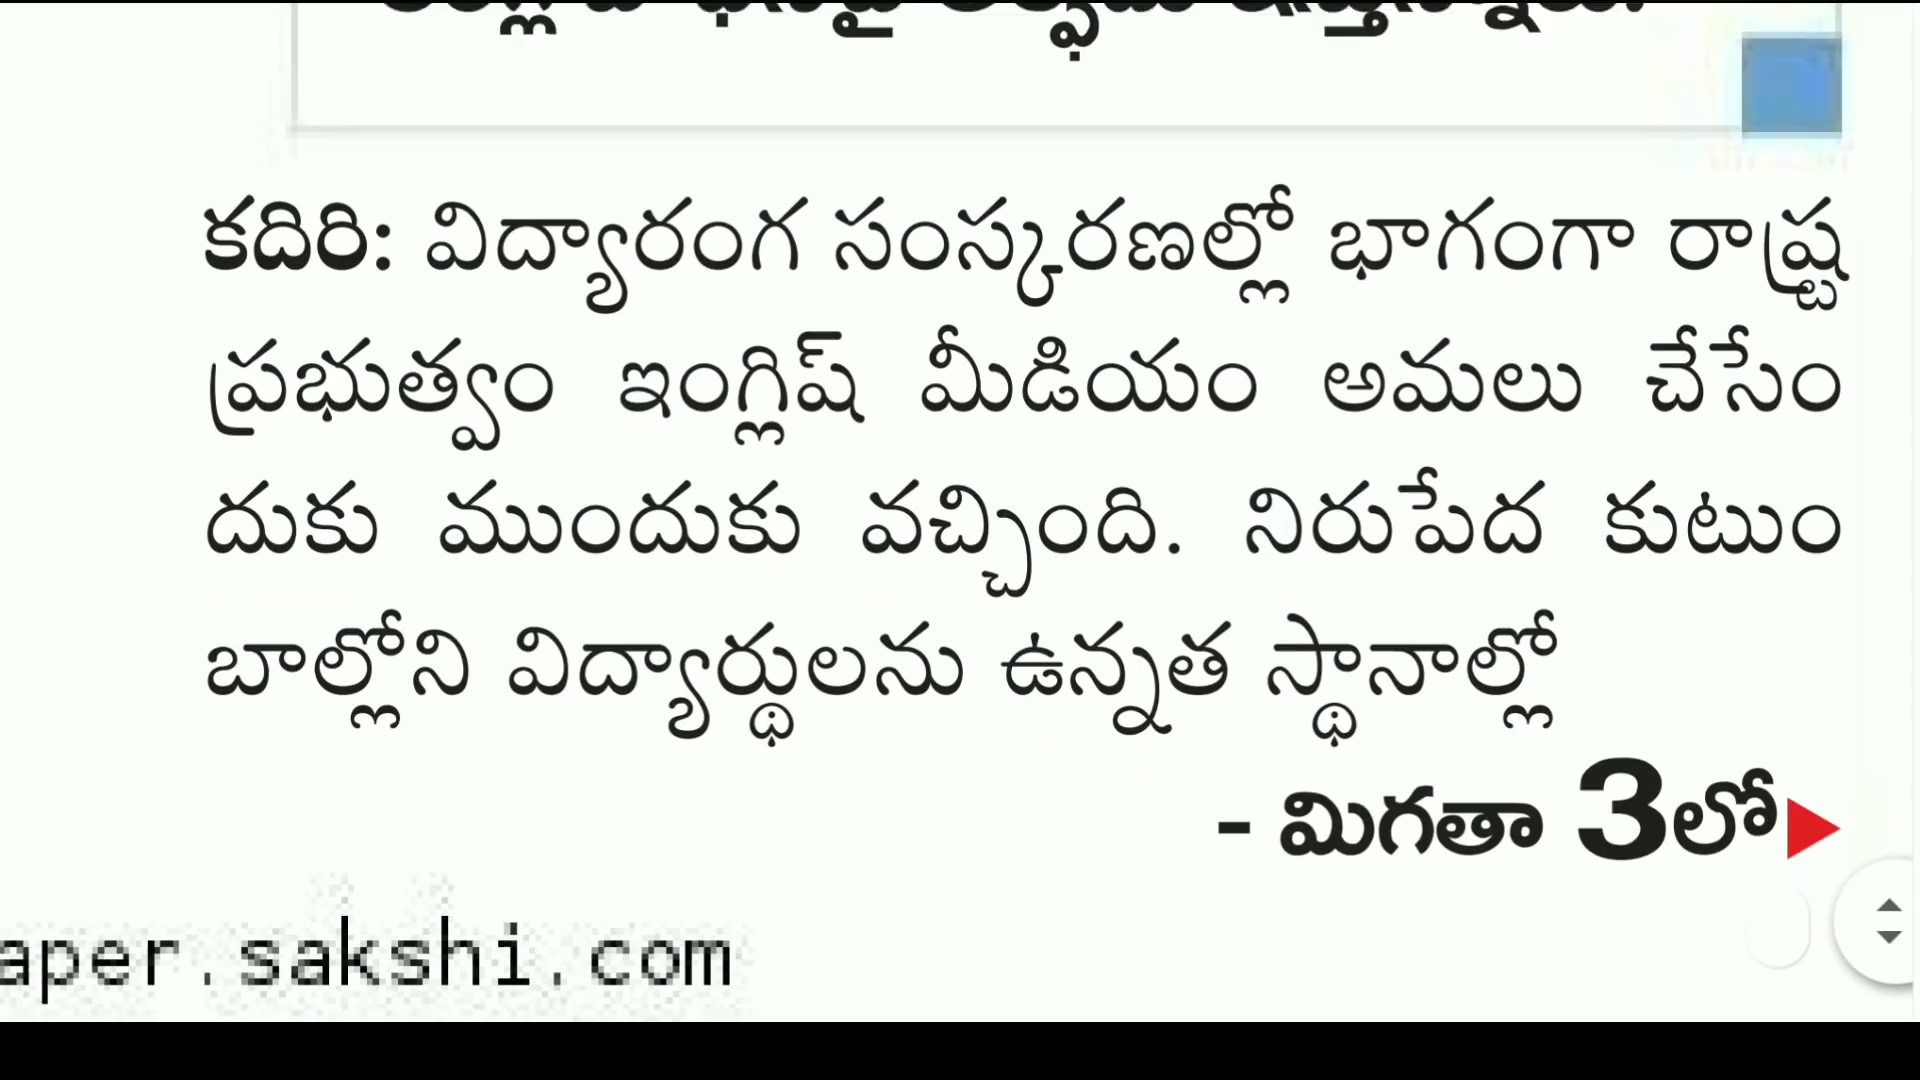 కదిరి: విద్యారంగ సంస్కరణల్లో భాగంగా రాష్ట్ర
ప్రభుత్వం ఇంగ్లిష్ మీడియం అమలు చేసేం
దుకు ముందుకు వచ్చింది. నిరుపేద కుటుం
బాల్లోని విద్యార్థులను ఉన్నత స్థానాల్లో
- మిగతా 3లో
aper.sakshi.com